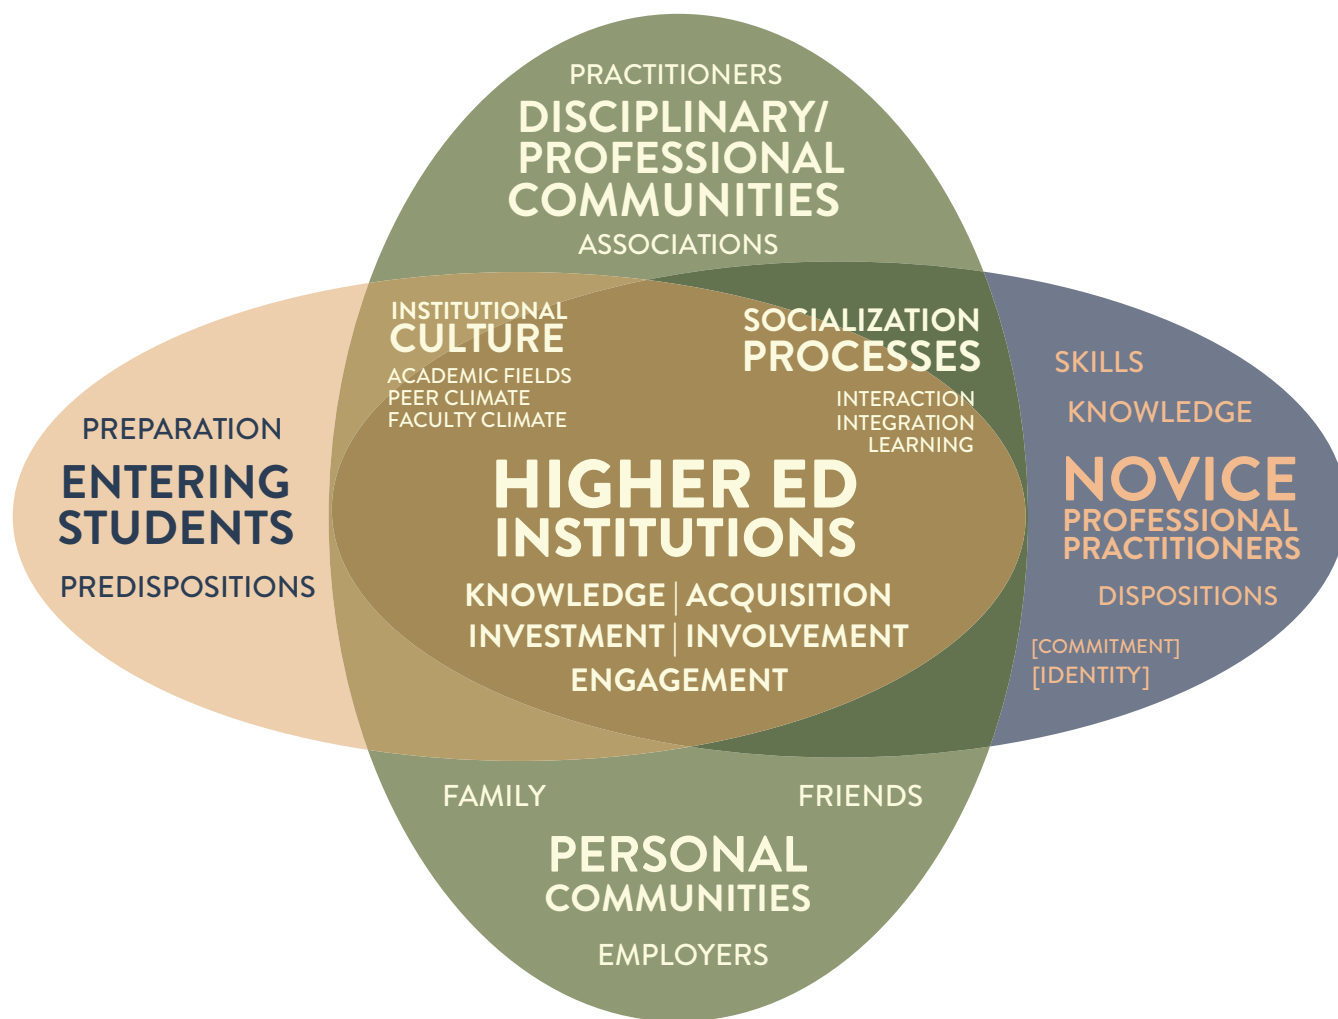 PRACTITIONERS
DISCIPLINARY/
PROFESSIONAL
COMMUNITIES
ASSOCIATIONS
INSTITUTIONAL
CULTURE
ACADEMIC FIELDS
PEER CLIMATE
FACULTY CLIMATE
SOCIALIZATION
PROCESSES
INTERACTION
INTEGRATION
LEARNING
PREPARATION
ENTERING
STUDENTS
PREDISPOSITIONS
HIGHER ED
INSTITUTIONS
KNOWLEDGE | ACQUISITION
INVESTMENT | INVOLVEMENT
ENGAGEMENT
SKILLS
KNOWLEDGE
NOVICE
PROFESSIONAL
PRACTITIONERS
DISPOSITIONS
[COMMITMENT]
[IDENTITY]
FAMILY
FRIENDS
PERSONAL
COMMUNITIES
EMPLOYERS